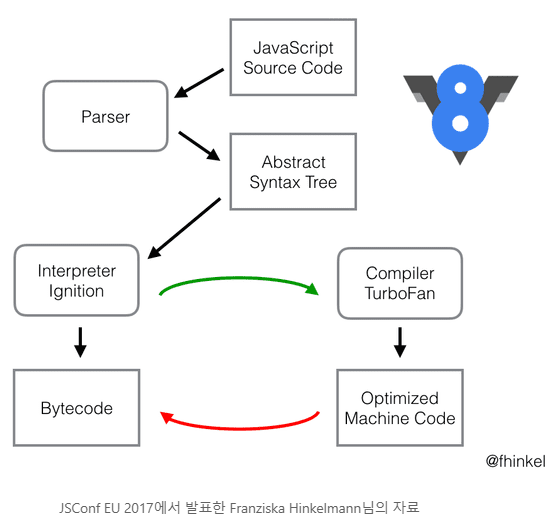 JavaScript
Source Code
Parser
Abstract
Syntax Tree
Interpreter
Ignition
Compiler
TurboFan
Bytecode
Optimized
Machine Code
@fhinkel
JSConf EU 2017에서 발표한 Franziska Hinkelmann님의 자료